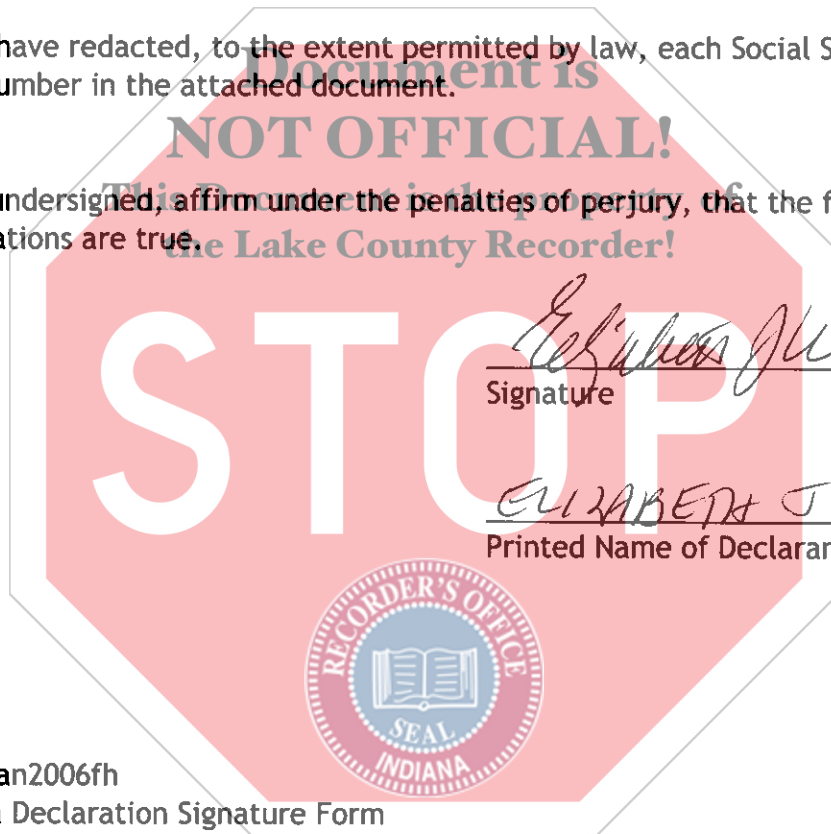 have redacted, to the extent permitted by law, each Social S
umber in the attached document.
Document is
NOT OFFICIAL!
undersigned, affirm under the penalties of perjury, that the f
This Document is the property of
ations are true.
the Lake County Recorder!
STOP
Elizabeth J
Signature
ELIZABETH J
Printed Name of Declaran
RECORDER'S OFFICE
SEAL
INDIANA
an2006fh
Declaration Signature Form